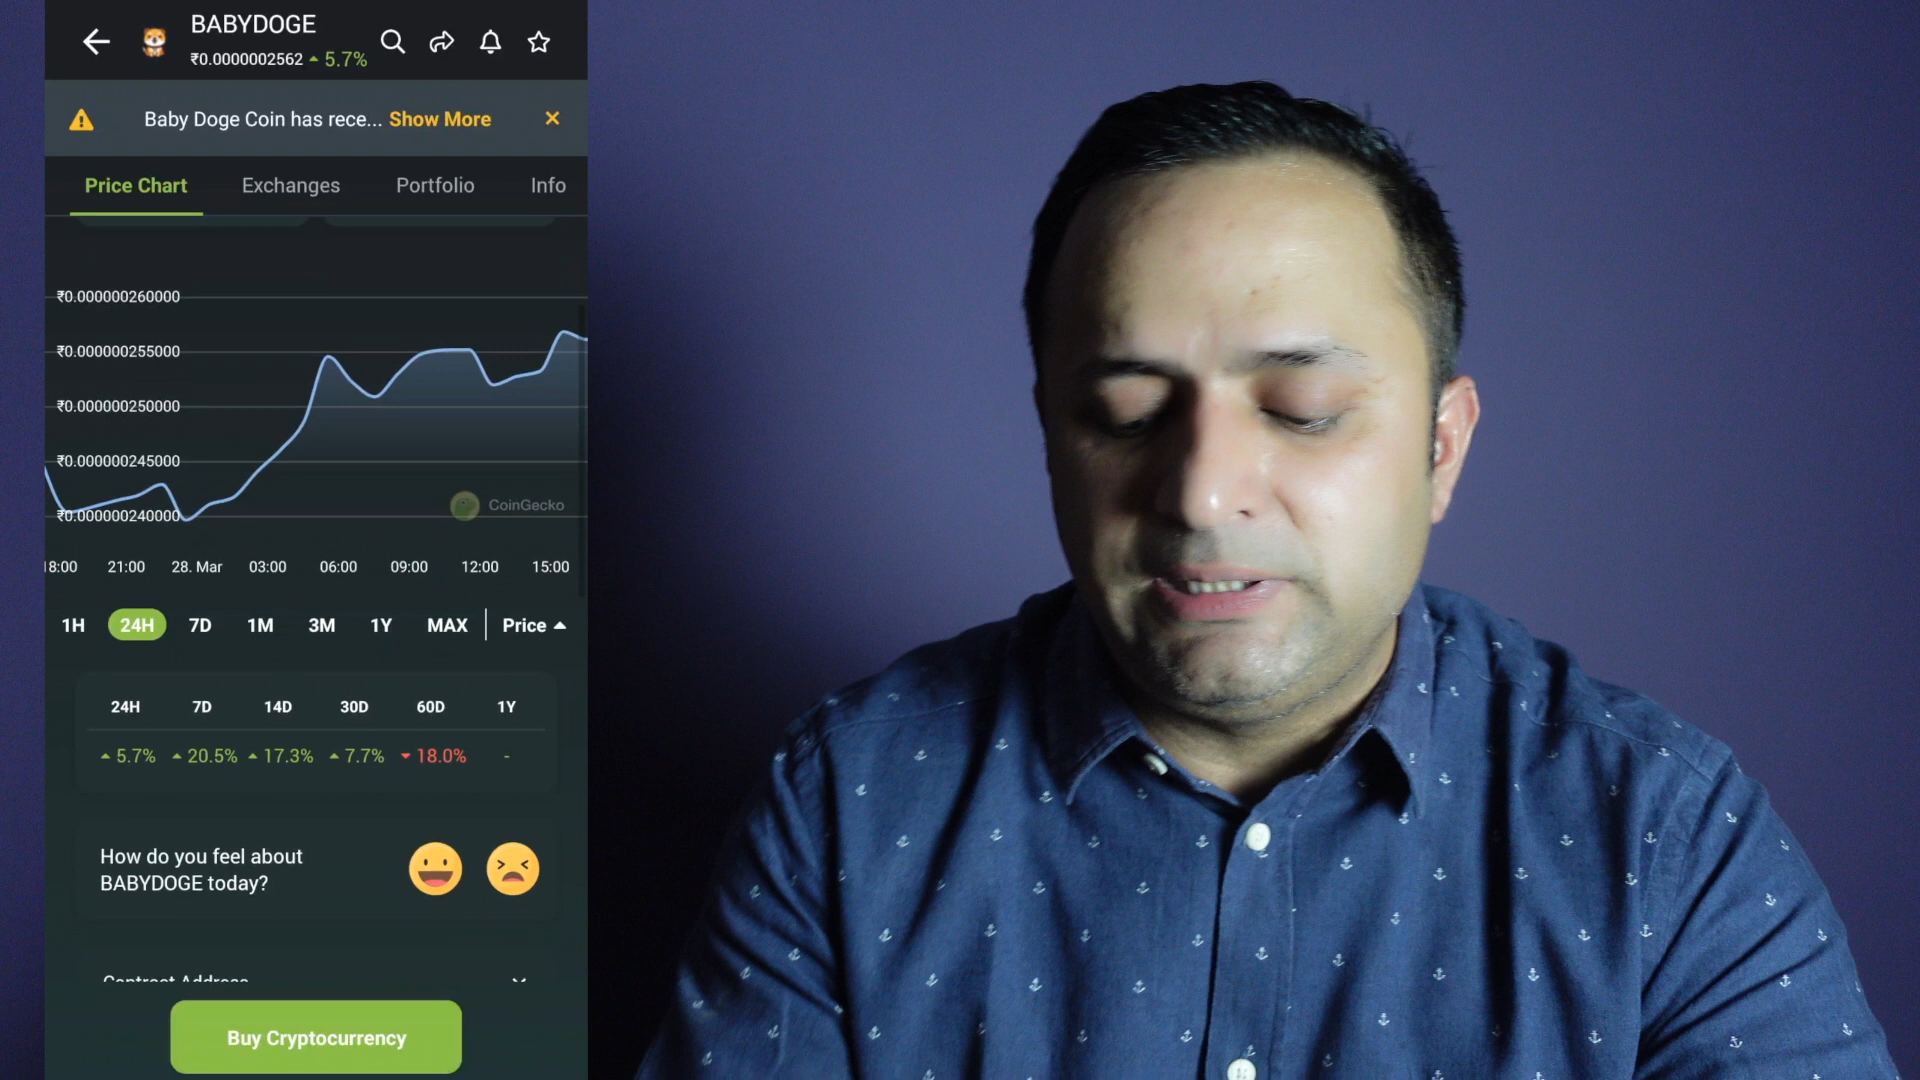 BABYDOGE
₹0.0000002562 5.7%
Baby Doge Coin has rece... Show More
Price Chart Exchanges Portfolio Info
₹0.000000260000
₹0.000000255000
₹0.000000250000
₹0.000000245000
₹0.000000240000
CoinGecko
18:00 21:00 28. Mar 03:00 06:00 09:00 12:00 15:00
1H 24H 7D 1M 3M 1Y MAX Price
24H 7D 14D 30D 60D 1Y
5.7% 20.5% 17.3% 7.7% 18.0% -
How do you feel about
BABYDOGE today?
Contract Address
Buy Cryptocurrency